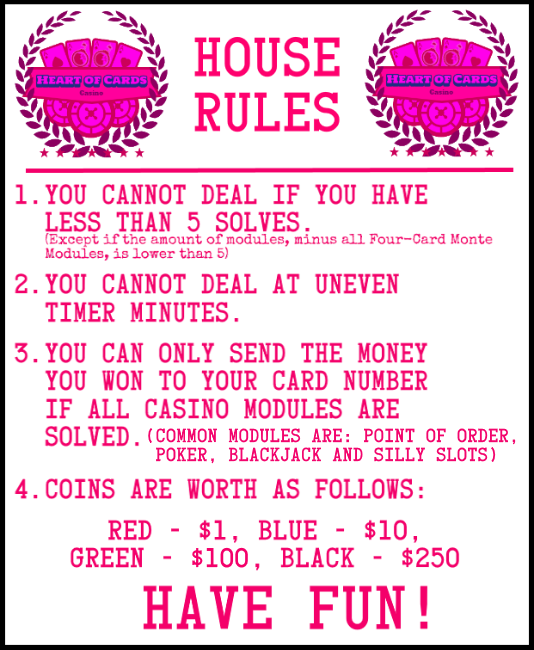 HEART OF CARDS
Casino
HOUSE
RULES
HEART OF CARDS
Casino
1. YOU CANNOT DEAL IF YOU HAVE
LESS THAN 5 SOLVES.
(Except if the amount of modules, minus all Four-Card Monte
Modules, is lower than 5)
2. YOU CANNOT DEAL AT UNEVEN
TIMER MINUTES.
3. YOU CAN ONLY SEND THE MONEY
YOU WON TO YOUR CARD NUMBER
IF ALL CASINO MODULES ARE
SOLVED. (COMMON MODULES ARE: POINT OF ORDER,
POKER, BLACKJACK AND SILLY SLOTS)
4. COINS ARE WORTH AS FOLLOWS:
RED - $1, BLUE - $10,
GREEN - $100, BLACK - $250
HAVE FUN!